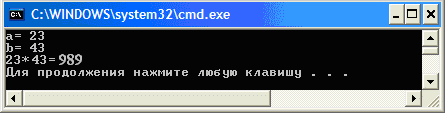 C:\WINDOWS\system32\cmd.exe
a= 23
b= 43
23*43=989
Для продолжения нажмите любую клавишу . . .